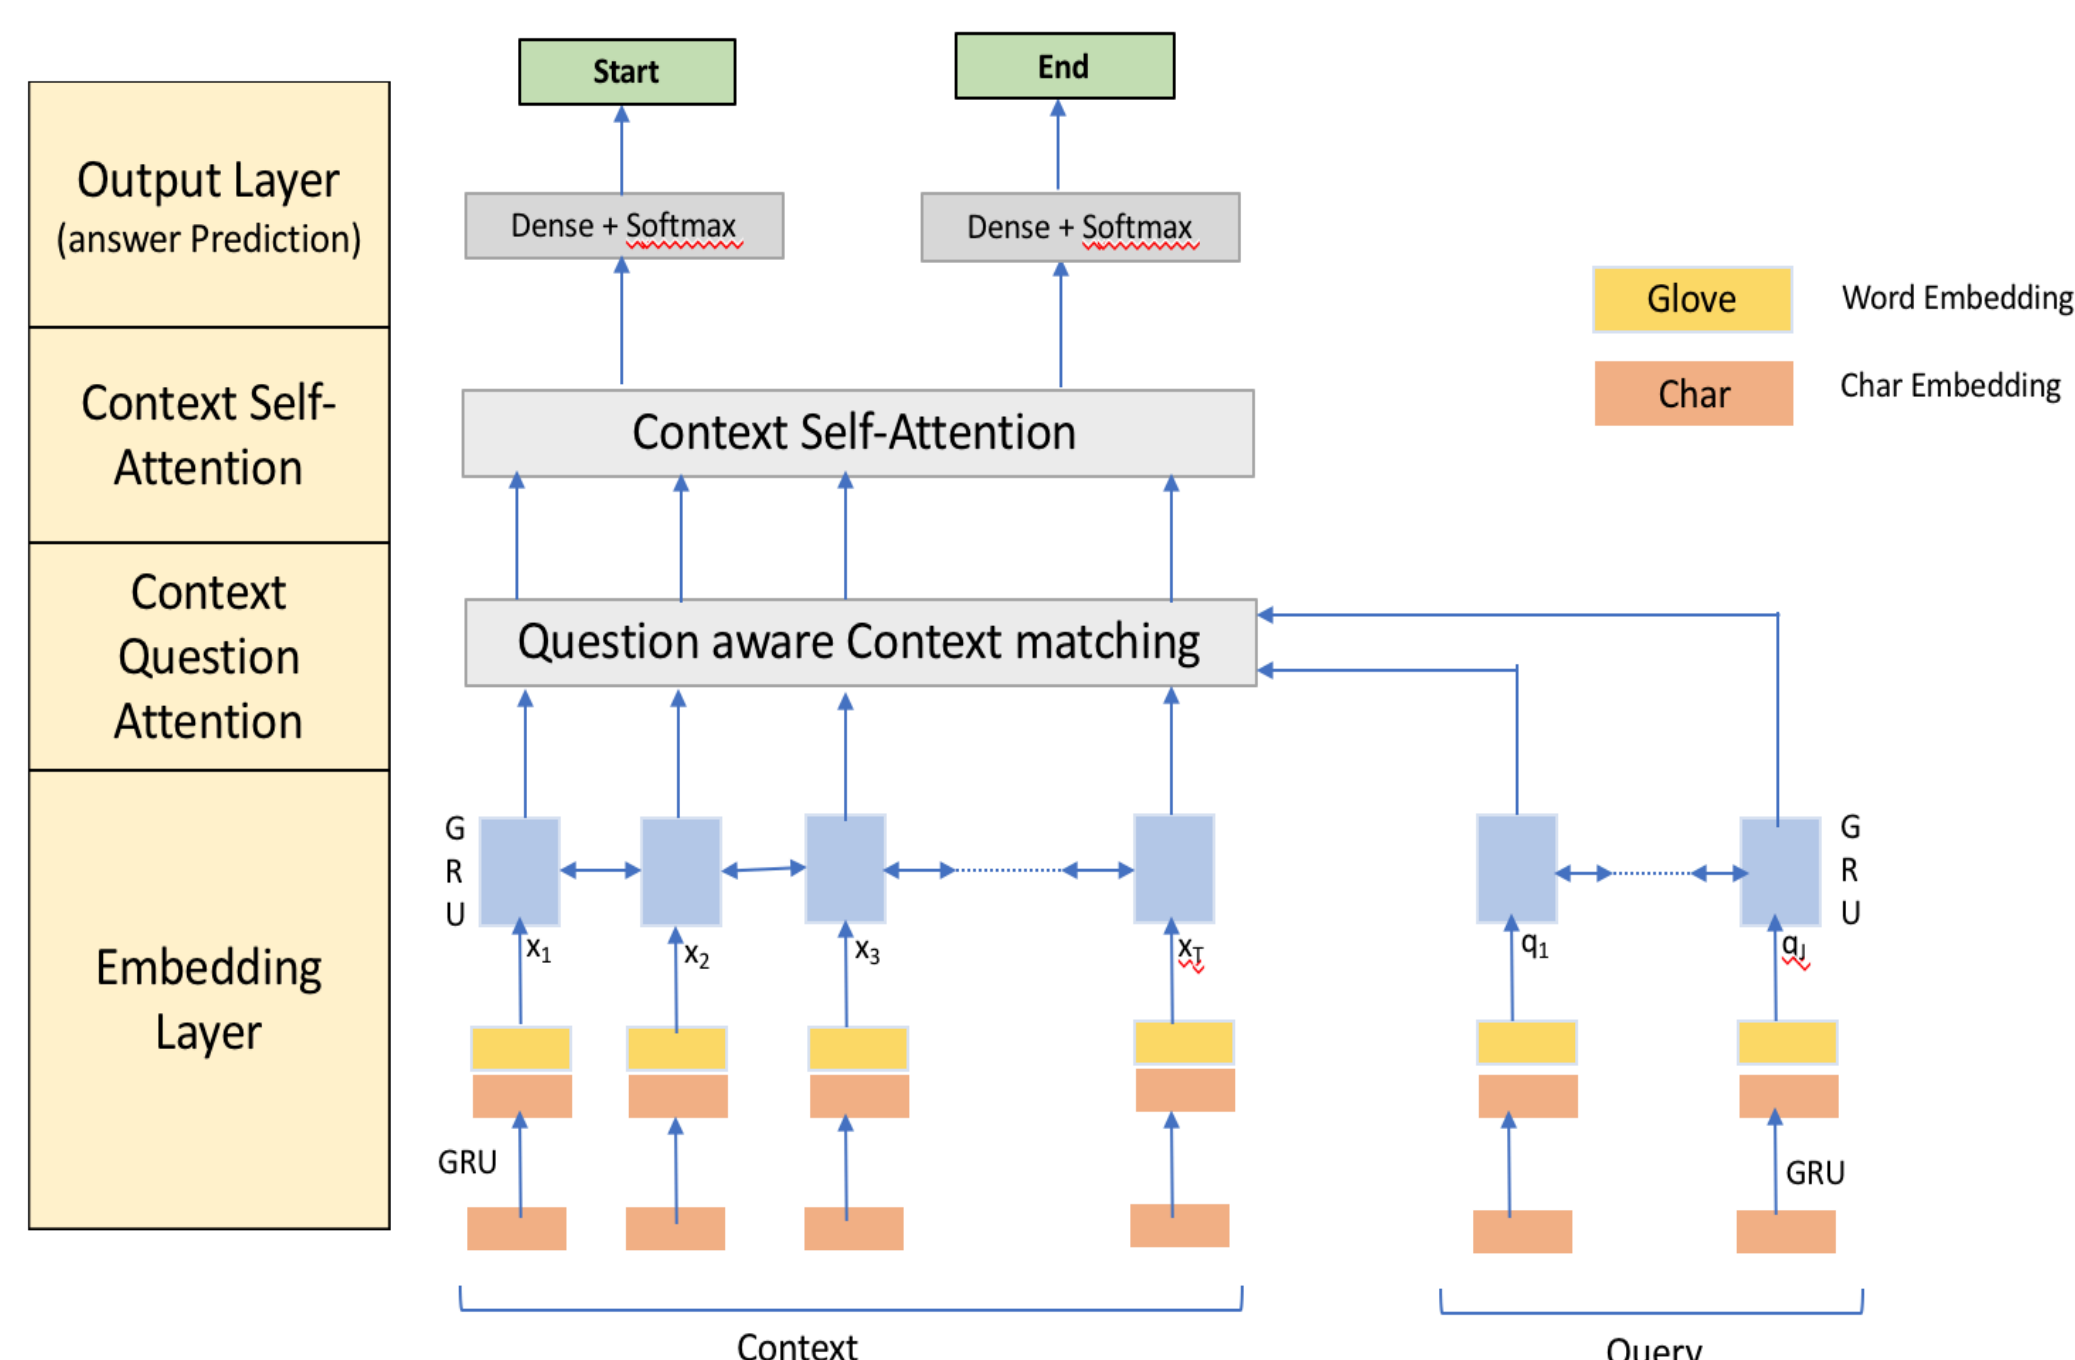 Start
End
Output Layer
(answer Prediction)
Dense + Softmax
Dense + Softmax
Glove
Word Embedding
Char
Char Embedding
Context Self-
Attention
Context Self-Attention
Context
Question
Attention
Question aware Context matching
Embedding
Layer
G
R
U
G
R
U
x1
x2
x3
xT
q1
qJ
GRU
GRU
Context
Query